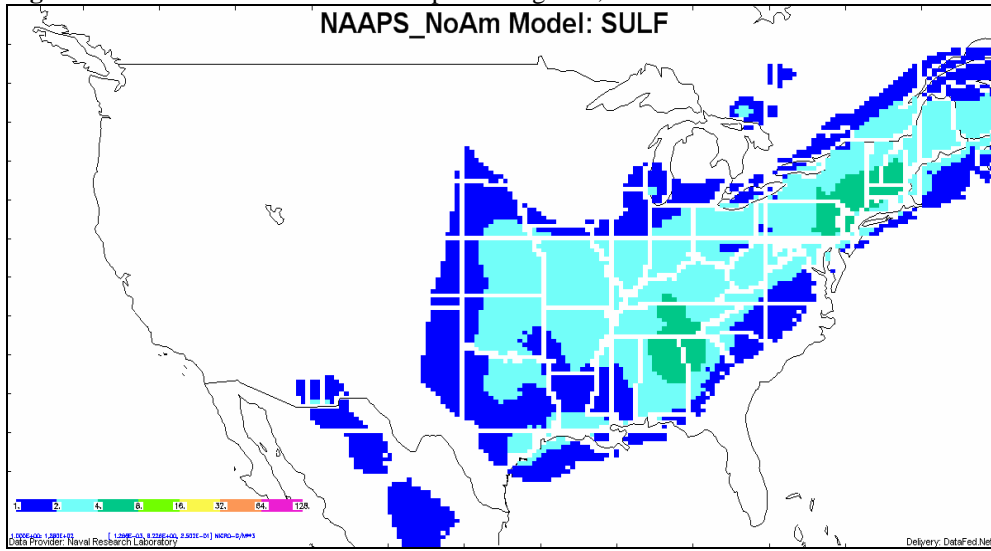 NAAPS_NoAm Model: SULF
1. 2. 4. 8. 16. 32. 64. 128.
Data Provider: Naval Research Laboratory
Delivery: DataFed.Net